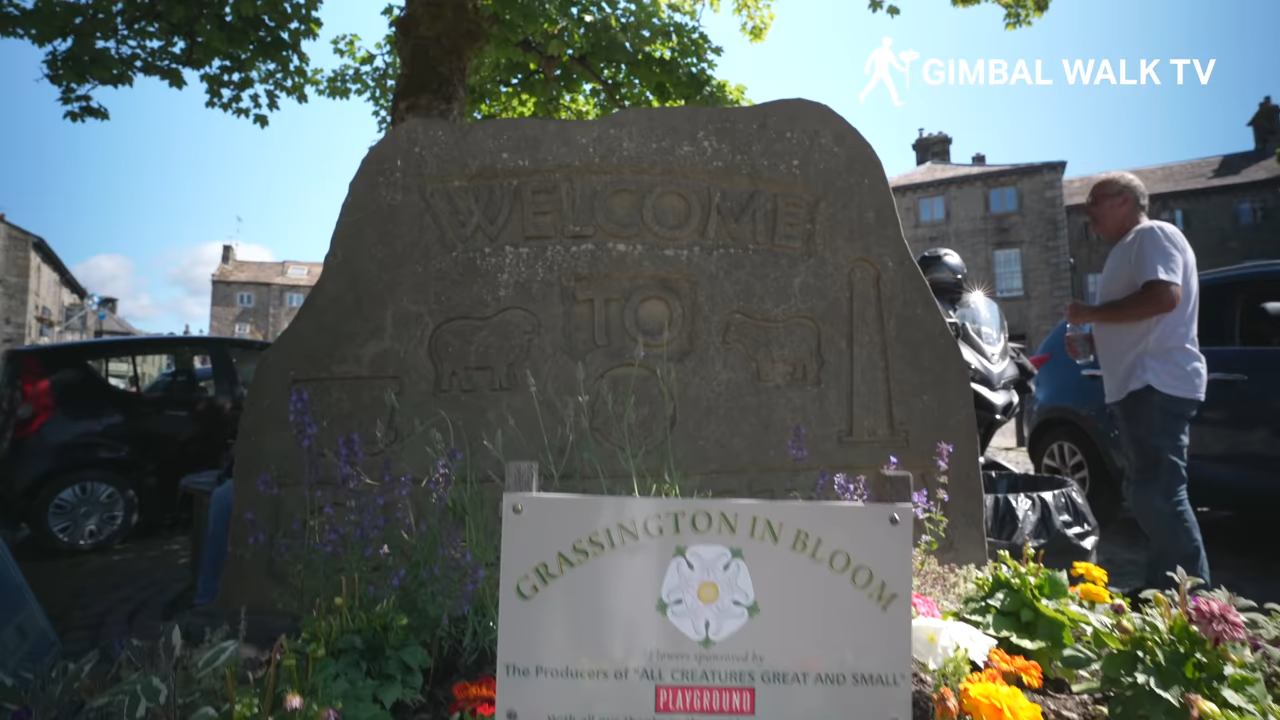 GIMBAL WALK TV
WELCOME
TO
GRASSINGTON IN BLOOM
Flowers sponsored by
The Producers of "ALL CREATURES GREAT AND SMALL"
PLAYGROUND